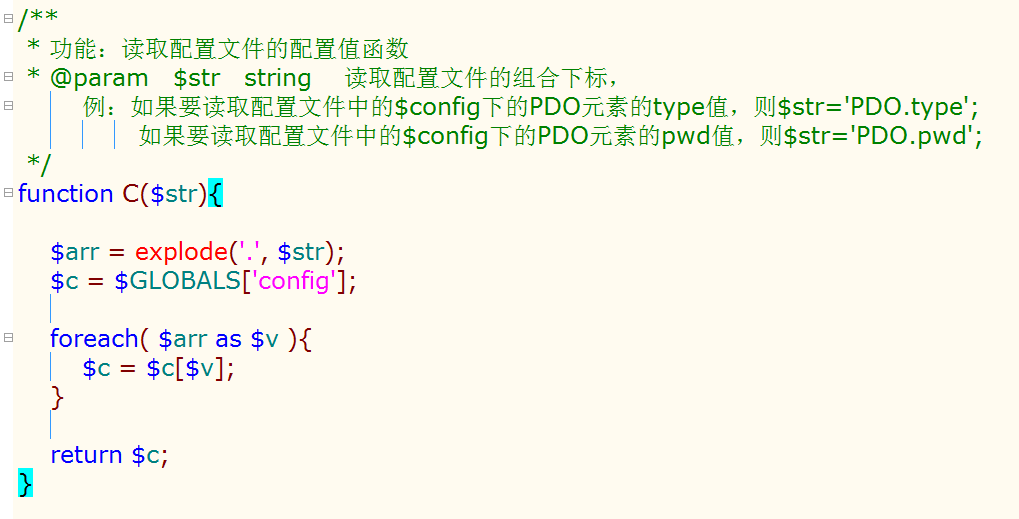 /**
 * 功能：读取配置文件的配置值函数
 * @param   $str   string    读取配置文件的组合下标，
        例：如果要读取配置文件中的$config下的PDO元素的type值，则$str='PDO.type';
               如果要读取配置文件中的$config下的PDO元素的pwd值，则$str='PDO.pwd';
 */
function C($str){
    $arr = explode('.', $str);
    $c = $GLOBALS['config'];
    foreach( $arr as $v ){
        $c = $c[$v];
    }
    return $c;
}